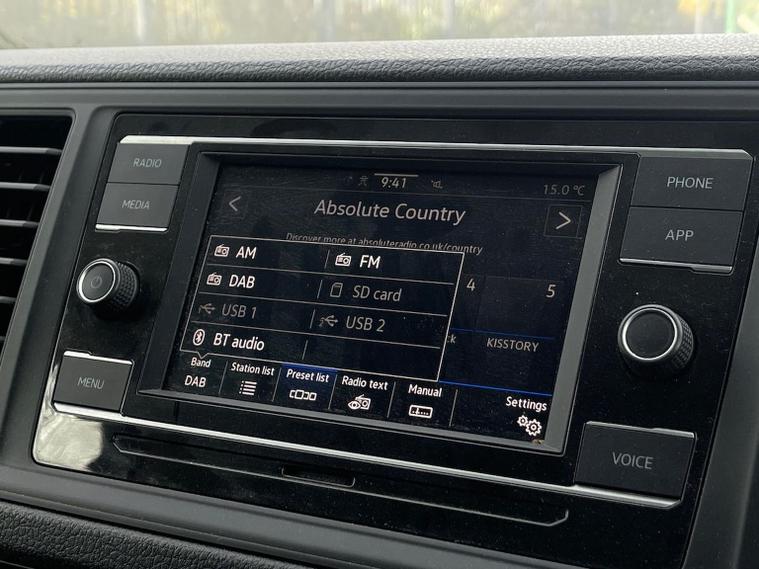 RADIO
MEDIA
MENU
PHONE
APP
VOICE
9:41
15.0 °C
Absolute Country
Discover more at absoluteradio.co.uk/country
AM
FM
DAB
SD card
USB 1
USB 2
BT audio
4
5
KISSTORY
Band
DAB
Station list
Preset list
Radio text
Manual
Settings